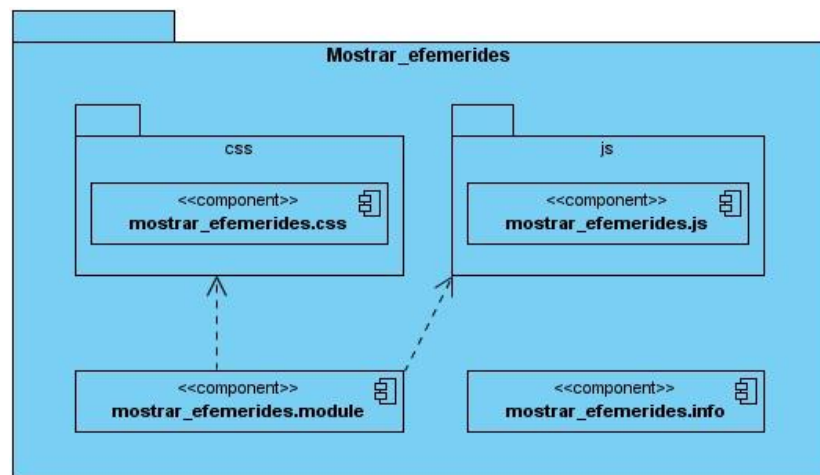 Mostrar_efemerides
css
<<component>>
mostrar_efemerides.css
js
<<component>>
mostrar_efemerides.js
<<component>>
mostrar_efemerides.module
<<component>>
mostrar_efemerides.info